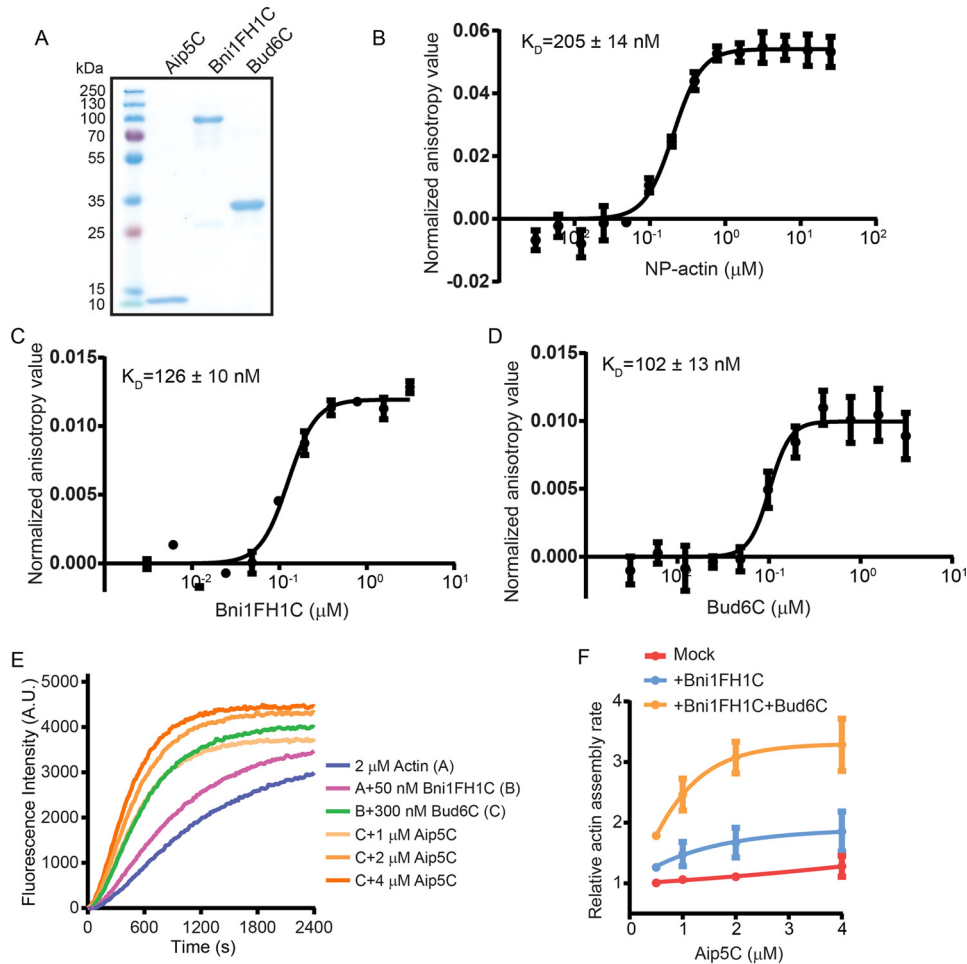 A
Aip5C
Bni1FH1C
Bud6C
kDa
250
130
100
70
55
35
25
15
10
B
K_D=205 ± 14 nM
Normalized anisotropy value
0.06
0.04
0.02
0.00
-0.02
10⁻¹
10⁰
10¹
10²
NP-actin (μM)
C
K_D=126 ± 10 nM
Normalized anisotropy value
0.015
0.010
0.005
0.000
10⁻²
10⁻¹
10⁰
10¹
Bni1FH1C (μM)
D
K_D=102 ± 13 nM
Normalized anisotropy value
0.015
0.010
0.005
0.000
10⁻¹
10⁰
10¹
Bud6C (μM)
E
Fluorescence Intensity (A.U.)
5000
4000
3000
2000
1000
0
0
600
1200
1800
2400
Time (s)
2 μM Actin (A)
A+50 nM Bni1FH1C (B)
B+300 nM Bud6C (C)
C+1 μM Aip5C
C+2 μM Aip5C
C+4 μM Aip5C
F
Mock
+Bni1FH1C
+Bni1FH1C+Bud6C
Relative actin assembly rate
4
3
2
1
0
1
2
3
4
Aip5C (μM)